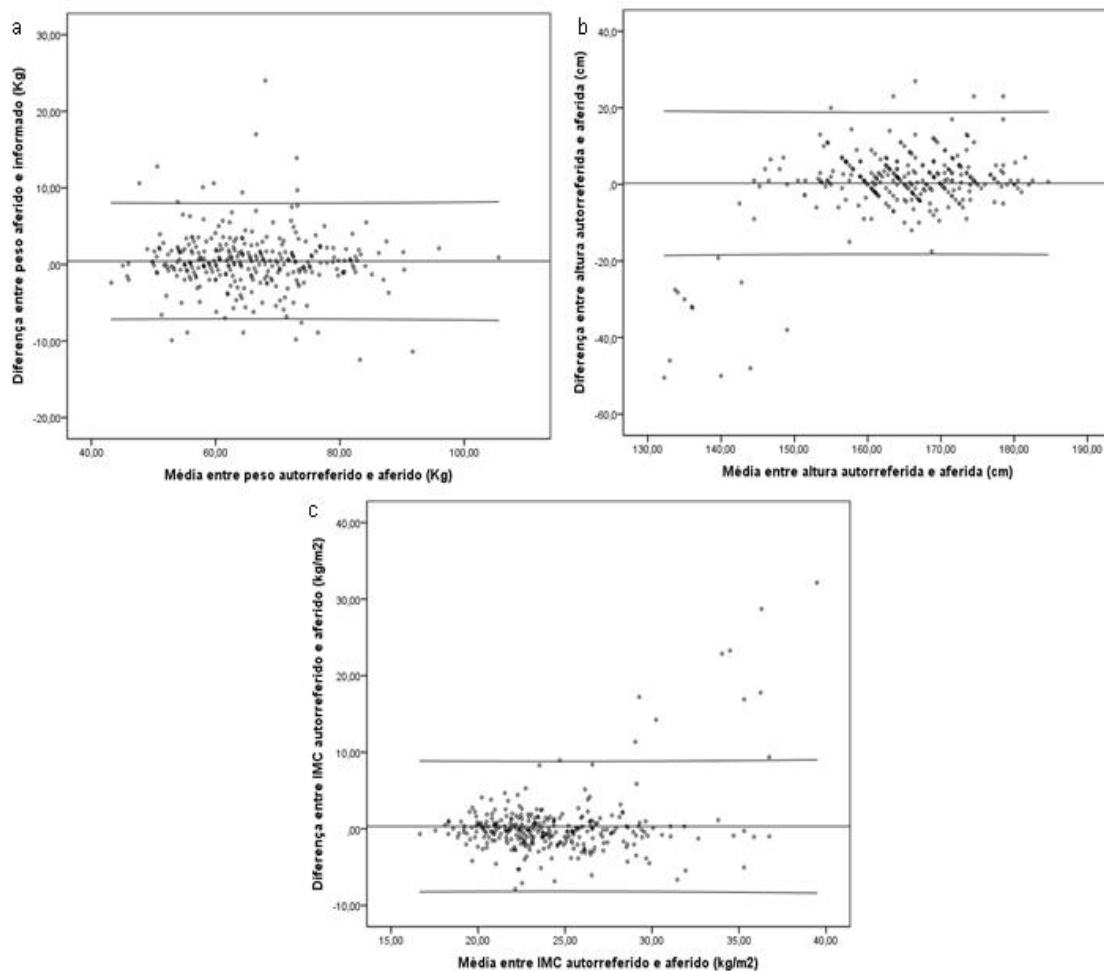 a
Diferença entre peso aferido e informado (Kg)
30,00
20,00
10,00
,00
-10,00
-20,00
40,00 60,00 80,00 100,00
Média entre peso autorreferido e aferido (Kg)
b
Diferença entre altura autorreferida e aferida (cm)
40,0
20,0
,0
-20,0
-40,0
-60,0
130,00 140,00 150,00 160,00 170,00 180,00 190,00
Média entre altura autorreferida e aferida (cm)
c
Diferença entre IMC autorreferido e aferido (kg/m2)
40,00
30,00
20,00
10,00
,00
-10,00
15,00 20,00 25,00 30,00 35,00 40,00
Média entre IMC autorreferido e aferido (kg/m2)